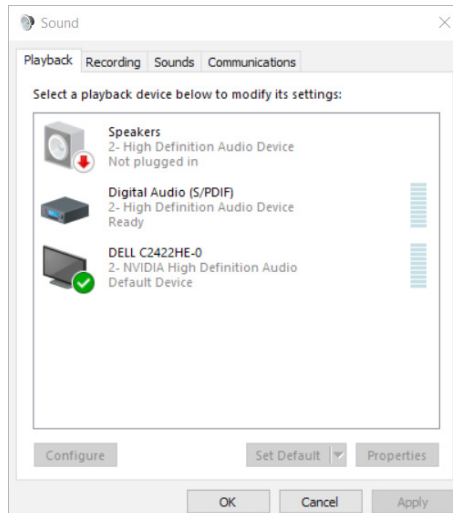 Sound
Playback Recording Sounds Communications
Select a playback device below to modify its settings:
Speakers
2- High Definition Audio Device
Not plugged in
Digital Audio (S/PDIF)
2- High Definition Audio Device
Ready
DELL C2422HE-0
2- NVIDIA High Definition Audio
Default Device
Configure Set Default Properties
OK Cancel Apply